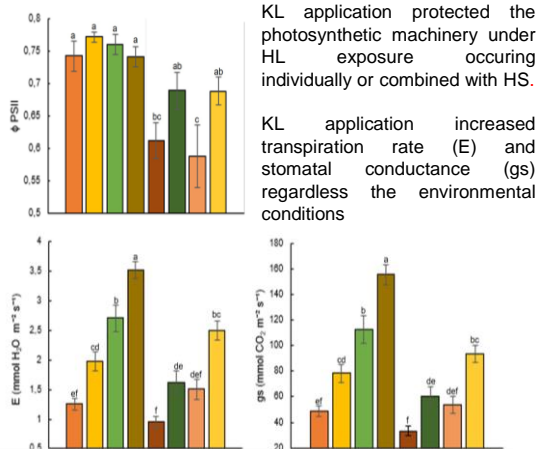 KL application protected the
photosynthetic machinery under
HL exposure occuring
individually or combined with HS.
KL application increased
transpiration rate (E) and
stomatal conductance (gs)
regardless the environmental
conditions
Φ PSII
0,8
0,75
0,7
0,65
0,6
0,55
0,5
a
a
a
a
bc
ab
c
ab
E (mmol H₂O m⁻² s⁻¹)
4
3,5
3
2,5
2
1,5
1
0,5
ef
cd
b
a
f
de
def
bc
gs (mmol CO₂ m⁻² s⁻¹)
180
160
140
120
100
80
60
40
20
ef
cd
b
a
f
de
def
bc